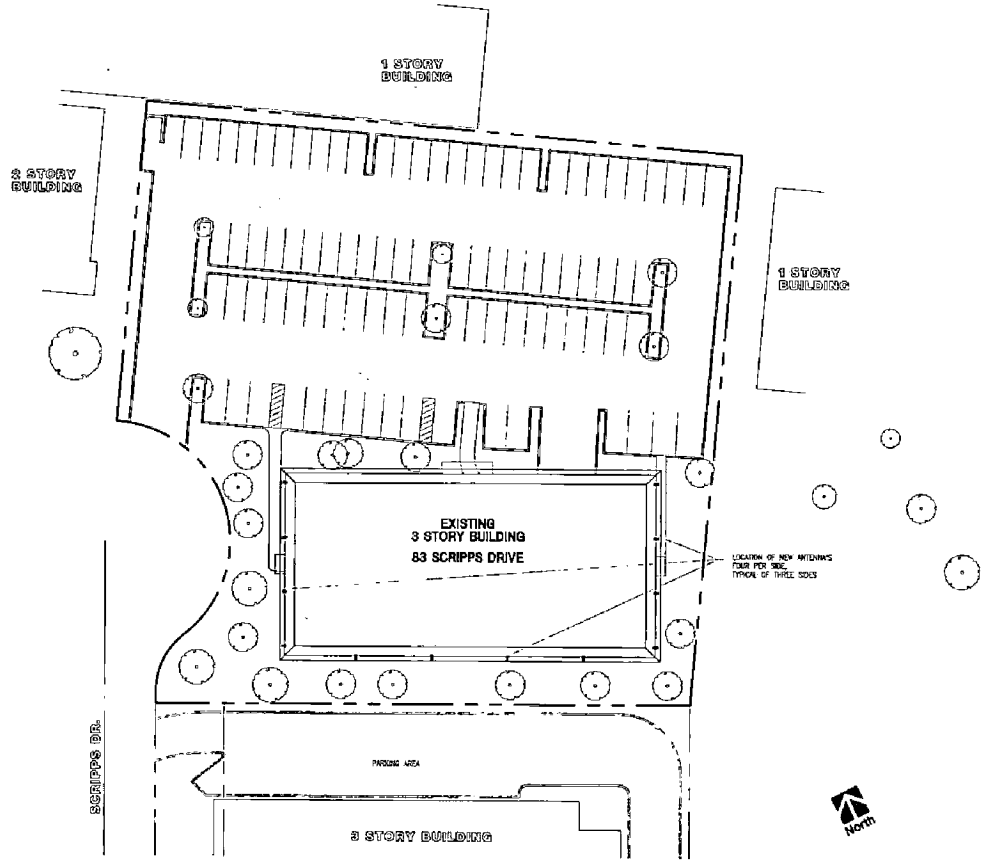 1 STORY
BUILDING
2 STORY
BUILDING
1 STORY
BUILDING
EXISTING
3 STORY BUILDING
83 SCRIPPS DRIVE
LOCATION OF NEW ANTENNA'S
FOUR PER SIDE,
TYPICAL OF THREE SIDES
SCRIPPS DR.
PARKING AREA
3 STORY BUILDING
North